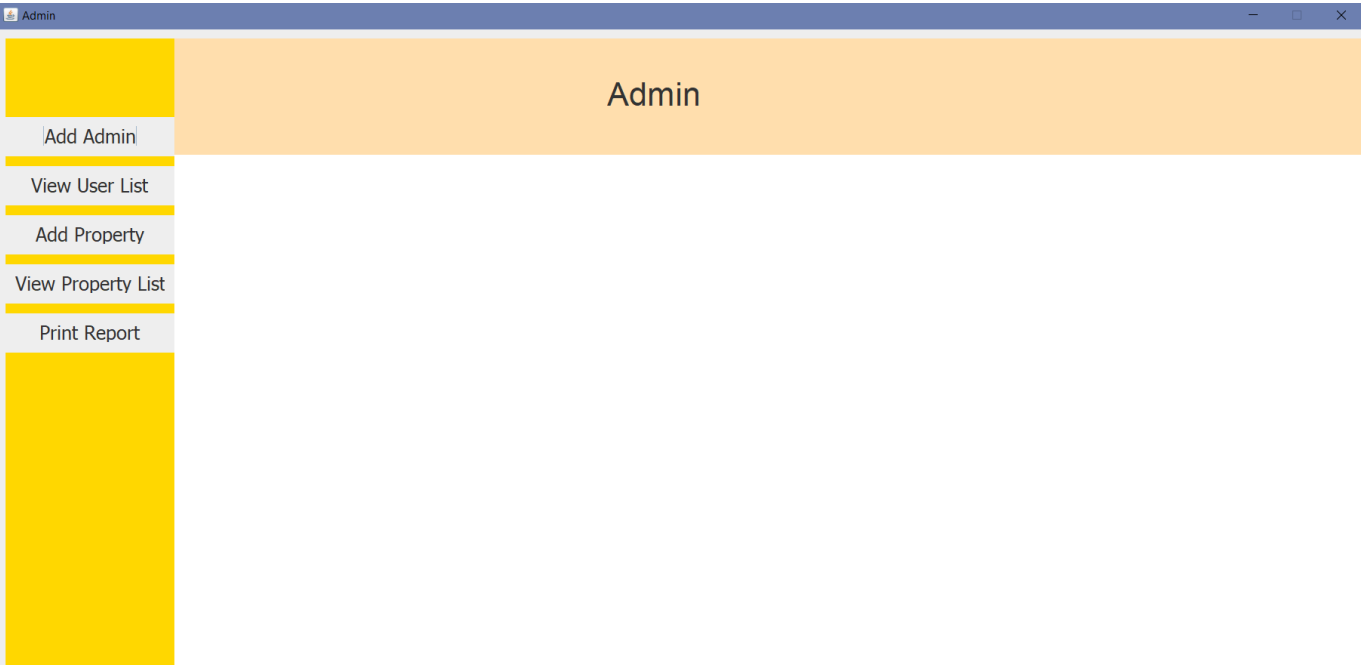 Admin
Admin
Add Admin
View User List
Add Property
View Property List
Print Report